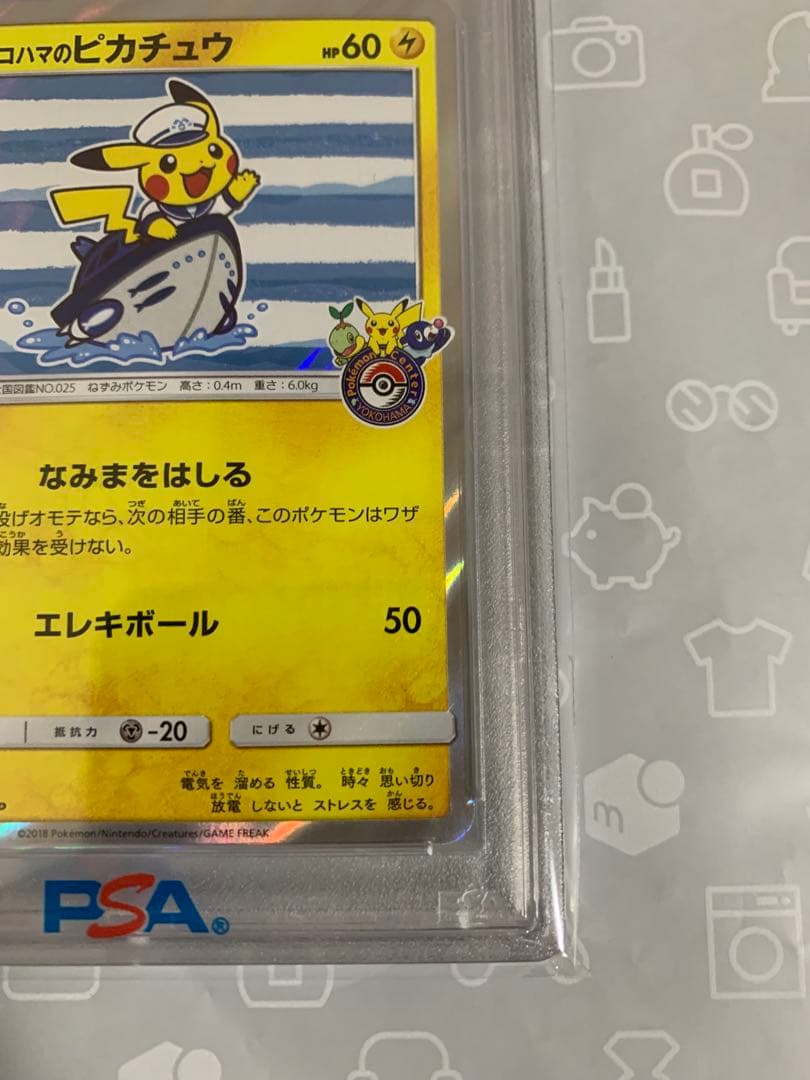 コハマのピカチュウ HP60
国図鑑NO.025 ねずみポケモン 高さ:0.4m 重さ:6.0kg
Pokémon Center
YOKOHAMA
なみまをはしる
投げオモテなら、次の相手の番、このポケモンはワザ
効果を受けない。
エレキボール 50
抵抗力 -20 にげる
電気を 溜める 性質。 時々 思い切り
放電 しないと ストレスを 感じる。
©2018 Pokémon/Nintendo/Creatures/GAME FREAK
PSA®
PSA